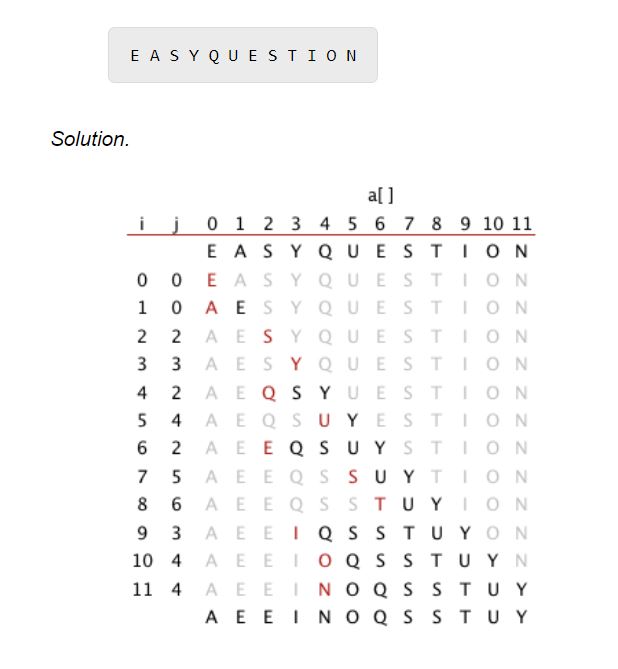 E A S Y Q U E S T I O N
Solution.
a[ ]
i j 0 1 2 3 4 5 6 7 8 9 10 11
E A S Y Q U E S T I O N
0 0 E A S Y Q U E S T I O N
1 0 A E S Y Q U E S T I O N
2 2 A E S Y Q U E S T I O N
3 3 A E S Y Q U E S T I O N
4 2 A E Q S Y U E S T I O N
5 4 A E Q S U Y E S T I O N
6 2 A E E Q S U Y S T I O N
7 5 A E E Q S S U Y T I O N
8 6 A E E Q S S T U Y I O N
9 3 A E E I Q S S T U Y O N
10 4 A E E I O Q S S T U Y N
11 4 A E E I N O Q S S T U Y
A E E I N O Q S S T U Y